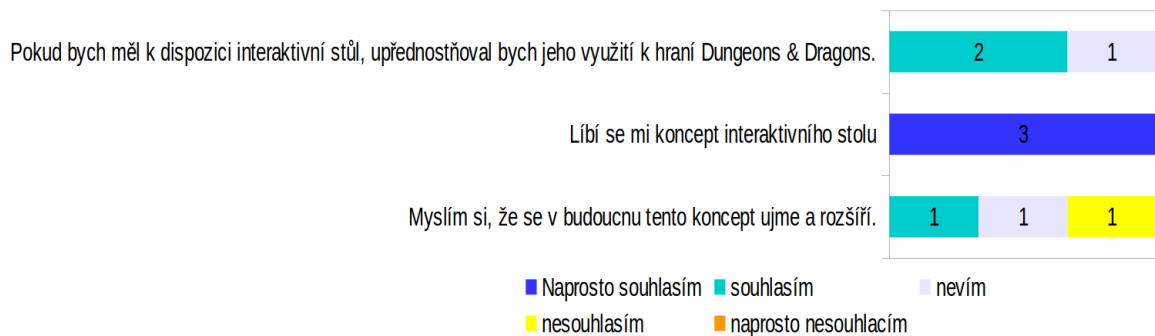 Pokud bych měl k dispozici interaktivní stůl, upřednostňoval bych jeho využití k hraní Dungeons & Dragons.
2 1
Líbí se mi koncept interaktivního stolu
3
Myslím si, že se v budoucnu tento koncept ujme a rozšíří.
1 1 1
Naprosto souhlasím souhlasím nevím
nesouhlasím naprosto nesouhlacím